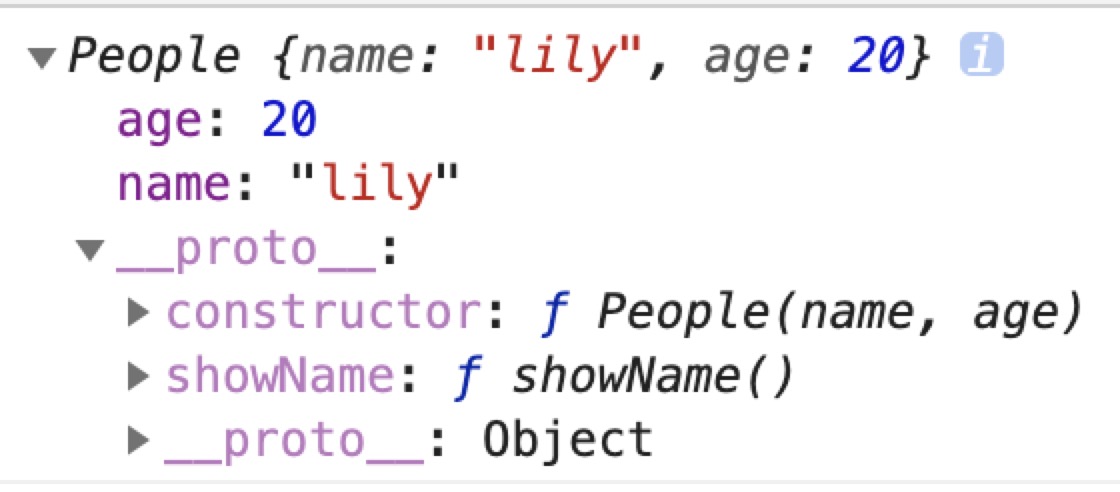 ▼People {name: "lily", age: 20} i
age: 20
name: "lily"
▼__proto__:
▶constructor: ƒ People(name, age)
▶showName: ƒ showName()
▶__proto__: Object